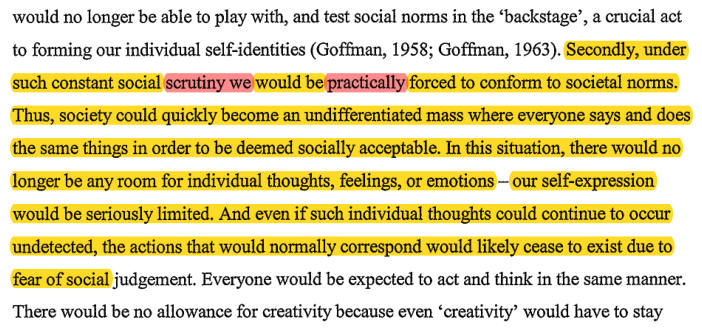 would no longer be able to play with, and test social norms in the ‘backstage’, a crucial act
to forming our individual self-identities (Goffman, 1958; Goffman, 1963). Secondly, under
such constant social scrutiny we would be practically forced to conform to societal norms.
Thus, society could quickly become an undifferentiated mass where everyone says and does
the same things in order to be deemed socially acceptable. In this situation, there would no
longer be any room for individual thoughts, feelings, or emotions – our self-expression
would be seriously limited. And even if such individual thoughts could continue to occur
undetected, the actions that would normally correspond would likely cease to exist due to
fear of social judgement. Everyone would be expected to act and think in the same manner.
There would be no allowance for creativity because even ‘creativity’ would have to stay